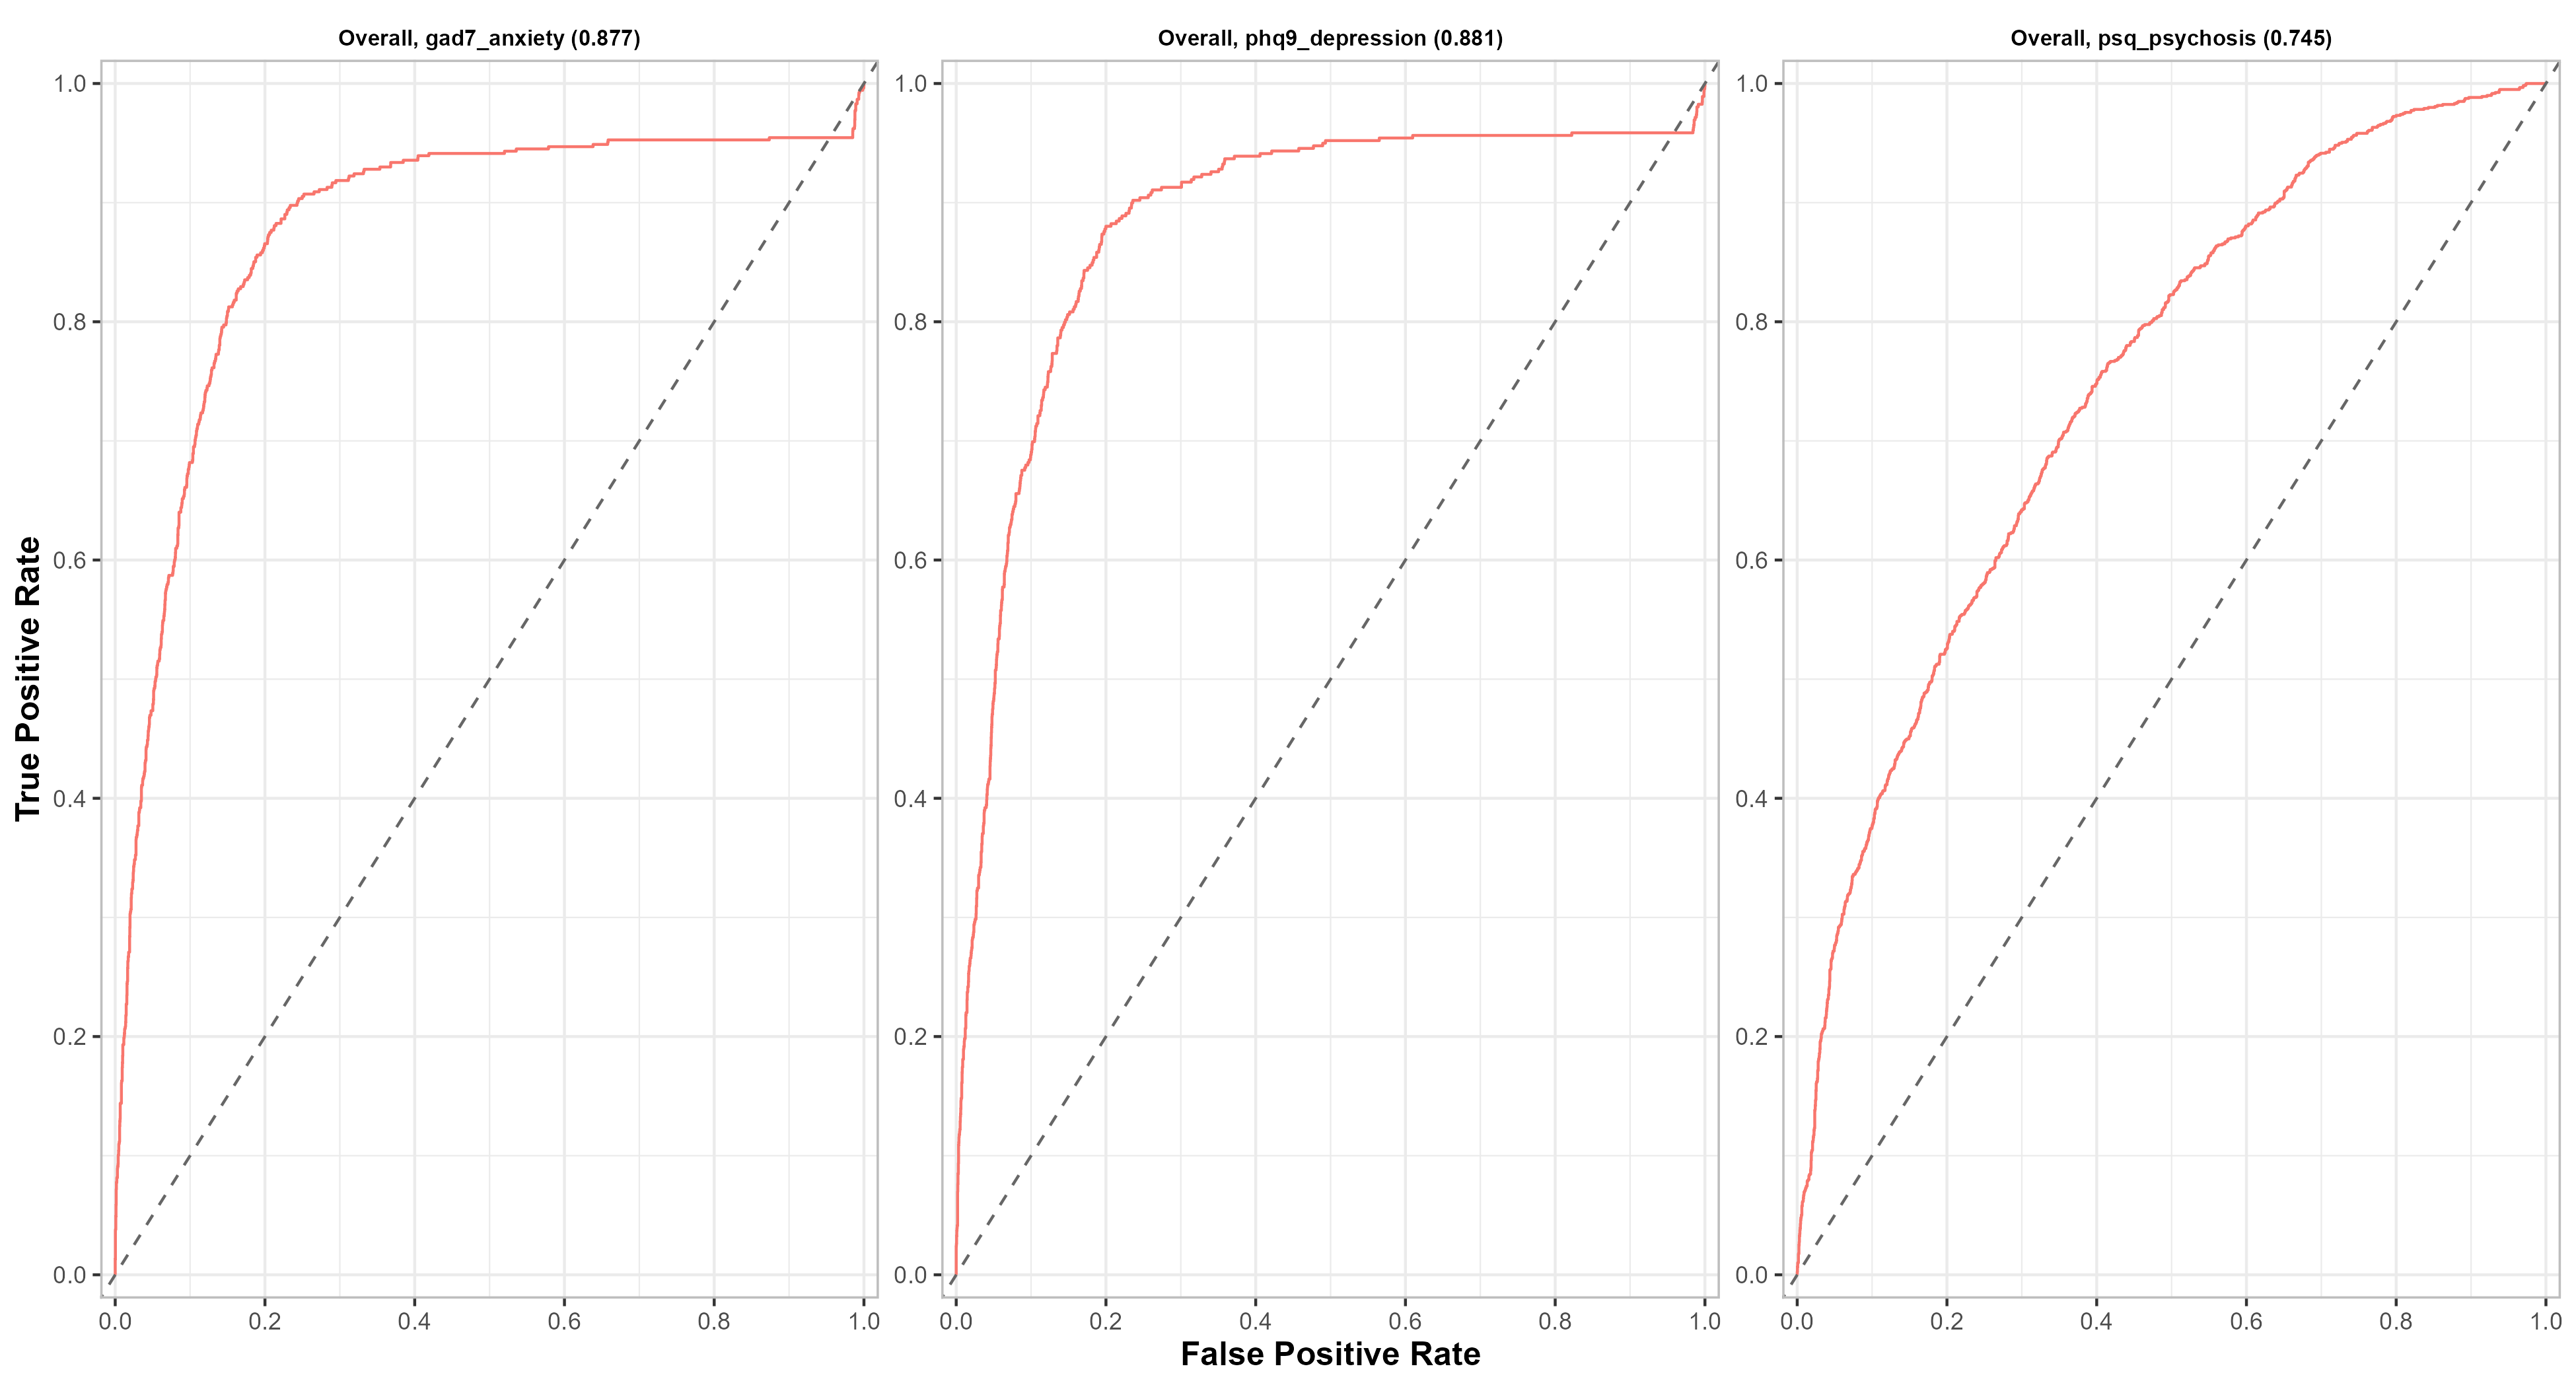 Overall, gad7_anxiety (0.877)
Overall, phq9_depression (0.881)
Overall, psq_psychosis (0.745)
True Positive Rate
1.0
0.8
0.6
0.4
0.2
0.0
0.0 0.2 0.4 0.6 0.8 1.0
1.0
0.8
0.6
0.4
0.2
0.0
0.0 0.2 0.4 0.6 0.8 1.0
1.0
0.8
0.6
0.4
0.2
0.0
0.0 0.2 0.4 0.6 0.8 1.0
False Positive Rate